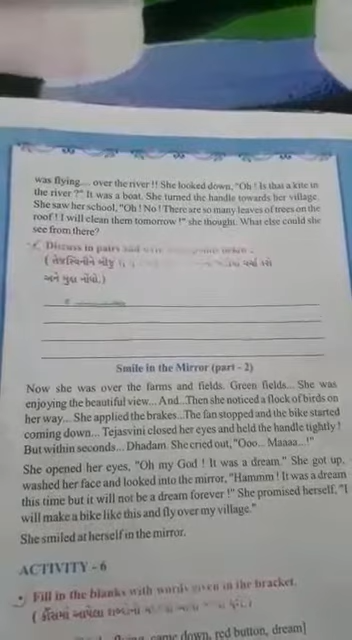 was flying.... over the river !! She looked down, "Oh ! Is that a kite in
the river ?" It was a boat. She turned the handle towards her village.
She saw her school, "Oh ! No ! There are so many leaves of trees on the
roof ! I will clean them tomorrow !" she thought. What else could she
see from there?
Discuss in pairs and
( તેજસ્વિનીને બીજું
અને મુદ્દા નોંધો.)
Smile in the Mirror (part - 2)
Now she was over the farms and fields. Green fields... She was
enjoying the beautiful view... And...Then she noticed a flock of birds on
her way... She applied the brakes...The fan stopped and the bike started
coming down... Tejasvini closed her eyes and held the handle tightly !
But within seconds... Dhadam. She cried out, "Ooo... Maaaa...!"
She opened her eyes, "Oh my God ! It was a dream." She got up,
washed her face and looked into the mirror, "Hammm ! It was a dream
this time but it will not be a dream forever !" She promised herself, "I
will make a bike like this and fly over my village."
She smiled at herself in the mirror.
ACTIVITY - 6
Fill in the blanks with words given in the bracket.
came down, red button, dream]